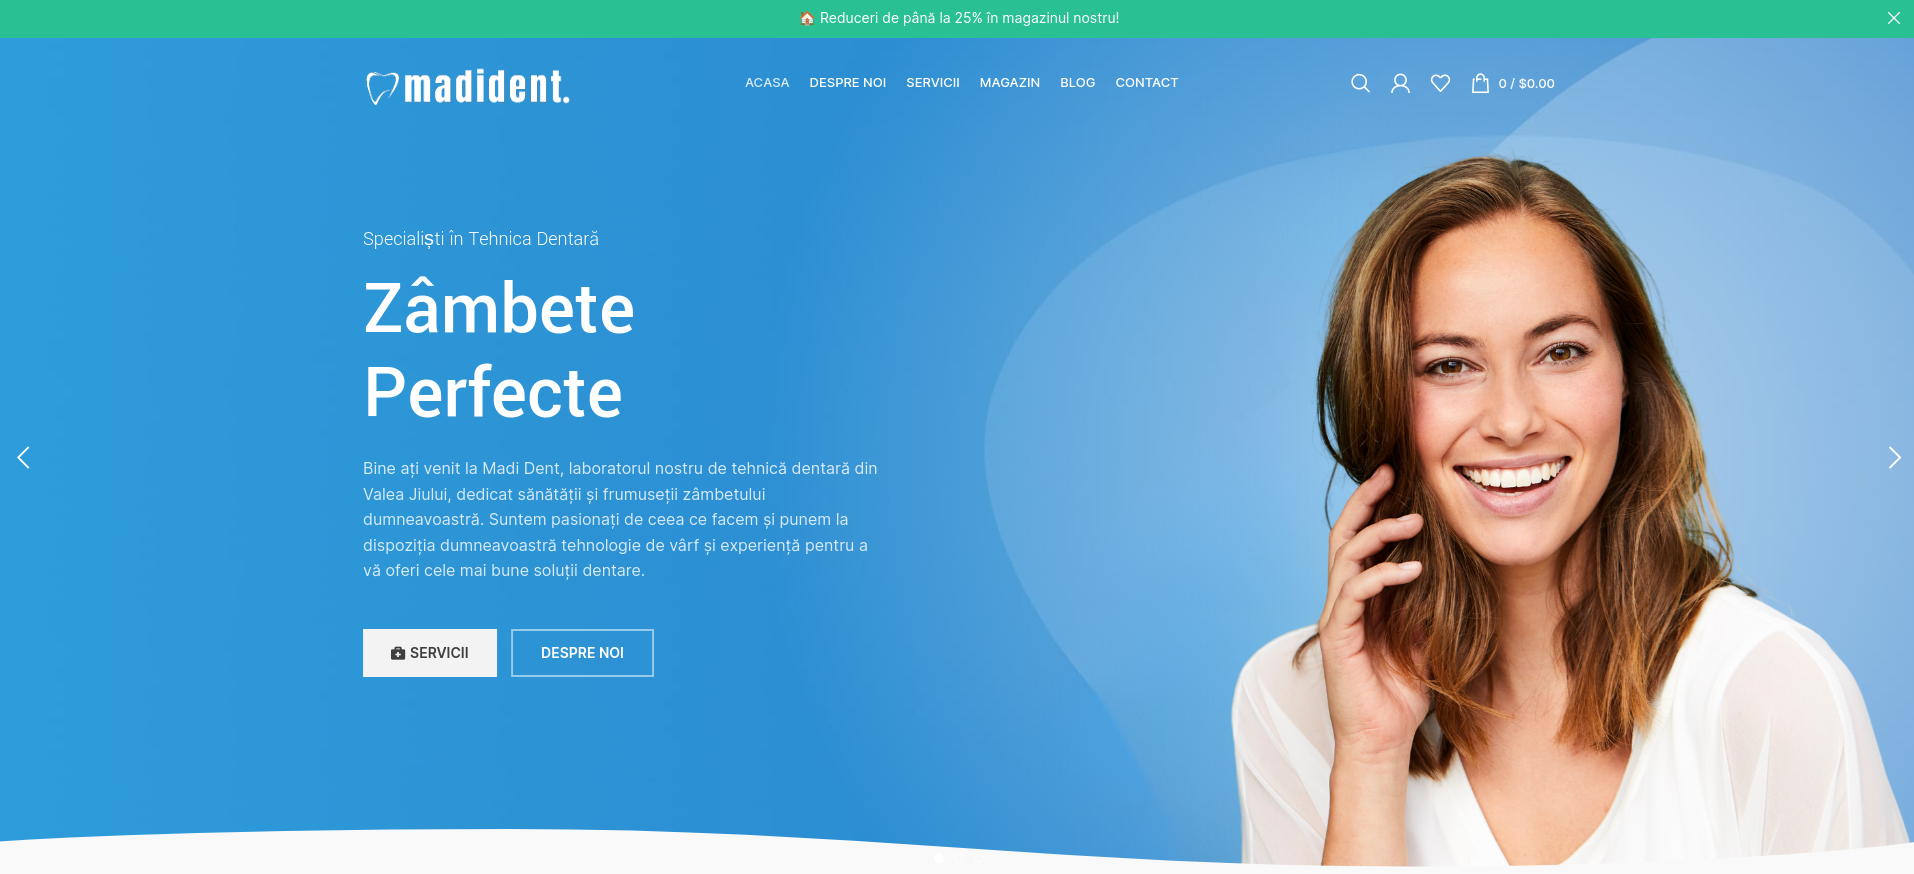 🏠 Reduceri de până la 25% în magazinul nostru!
madident.
ACASA DESPRE NOI SERVICII MAGAZIN BLOG CONTACT
0 / $0.00
Specialiști în Tehnica Dentară
Zâmbete
Perfecte
Bine ați venit la Madi Dent, laboratorul nostru de tehnică dentară din
Valea Jiului, dedicat sănătății și frumuseții zâmbetului
dumneavoastră. Suntem pasionați de ceea ce facem și punem la
dispoziția dumneavoastră tehnologie de vârf și experiență pentru a
vă oferi cele mai bune soluții dentare.
SERVICII
DESPRE NOI